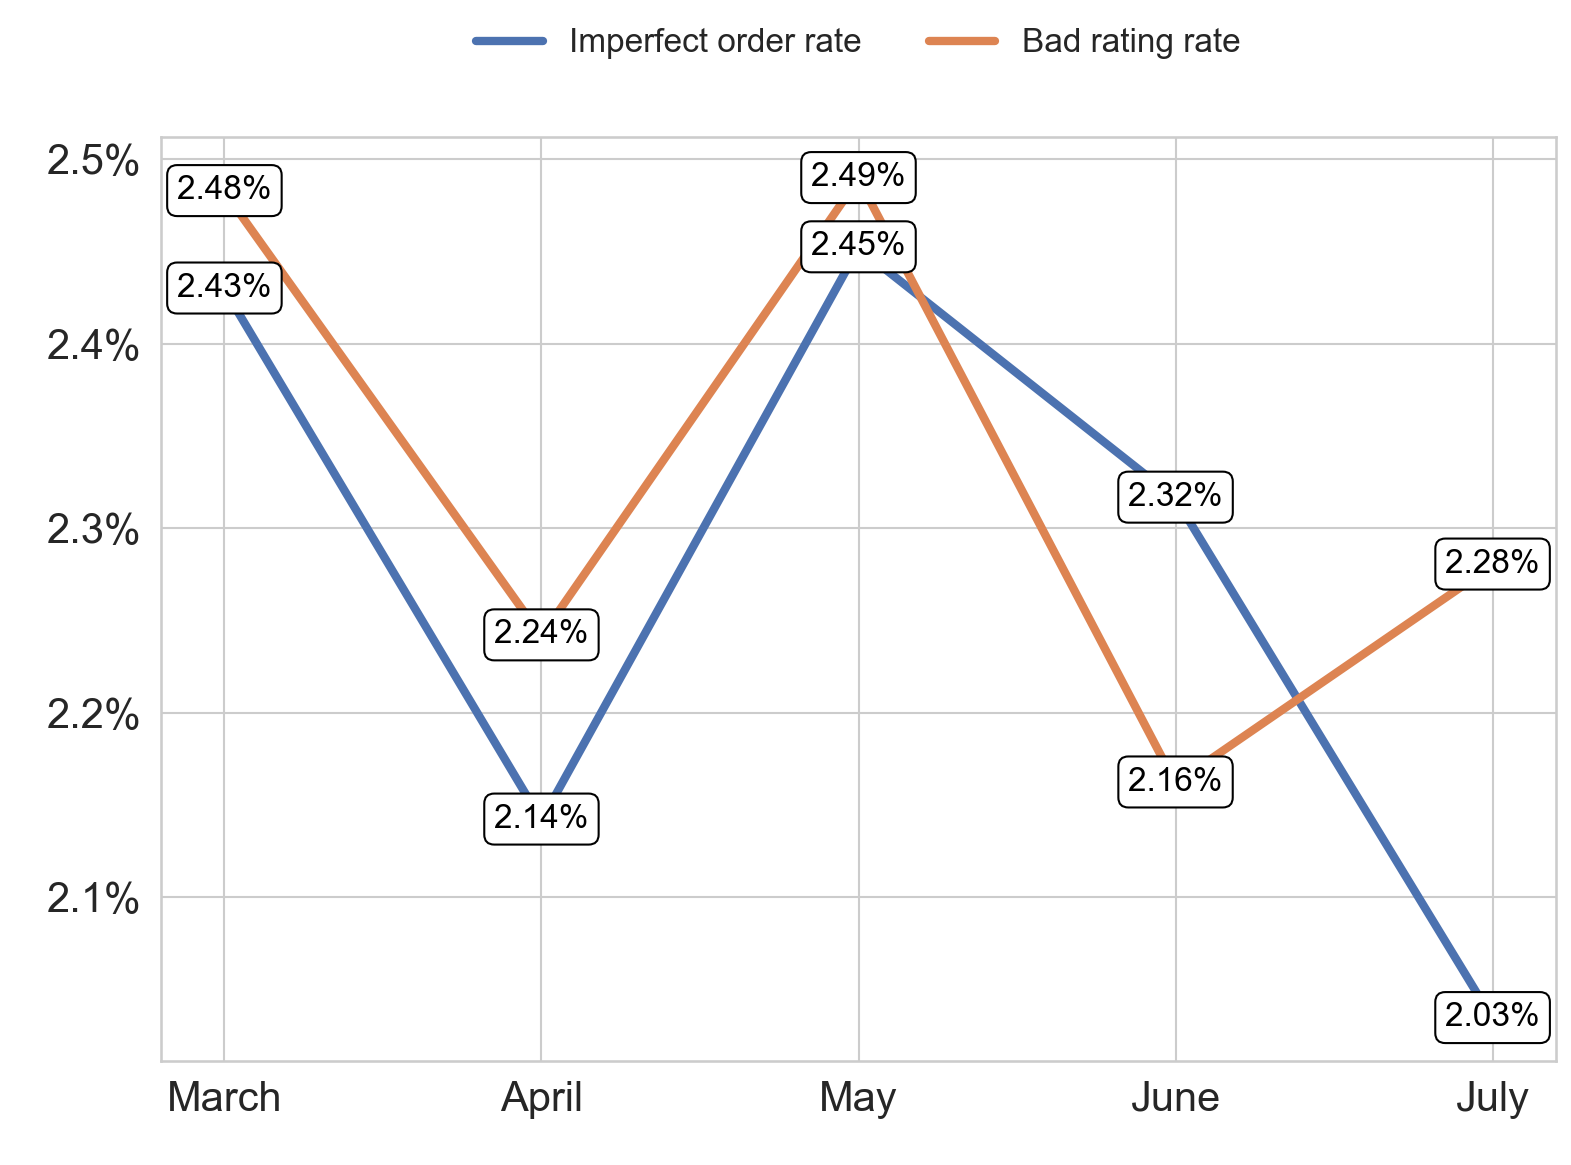 Imperfect order rate
Bad rating rate
2.5%
2.4%
2.3%
2.2%
2.1%
2.48%
2.43%
2.24%
2.14%
2.49%
2.45%
2.32%
2.16%
2.28%
2.03%
March
April
May
June
July